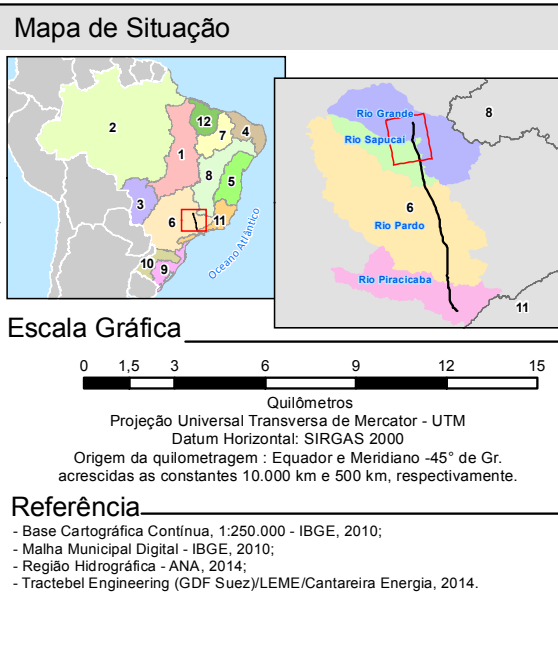 Mapa de Situação
12
2
7
4
1
8
5
3
6
11
10
9
Oceano Atlântico
Rio Grande
8
Rio Sapucaí
6
Rio Pardo
Rio Piracicaba
11
Escala Gráfica
0 1,5 3 6 9 12 15
Quilômetros
Projeção Universal Transversa de Mercator - UTM
Datum Horizontal: SIRGAS 2000
Origem da quilometragem : Equador e Meridiano -45° de Gr.
acrescidas as constantes 10.000 km e 500 km, respectivamente.
Referência
- Base Cartográfica Contínua, 1:250.000 - IBGE, 2010;
- Malha Municipal Digital - IBGE, 2010;
- Região Hidrográfica - ANA, 2014;
- Tractebel Engineering (GDF Suez)/LEME/Cantareira Energia, 2014.